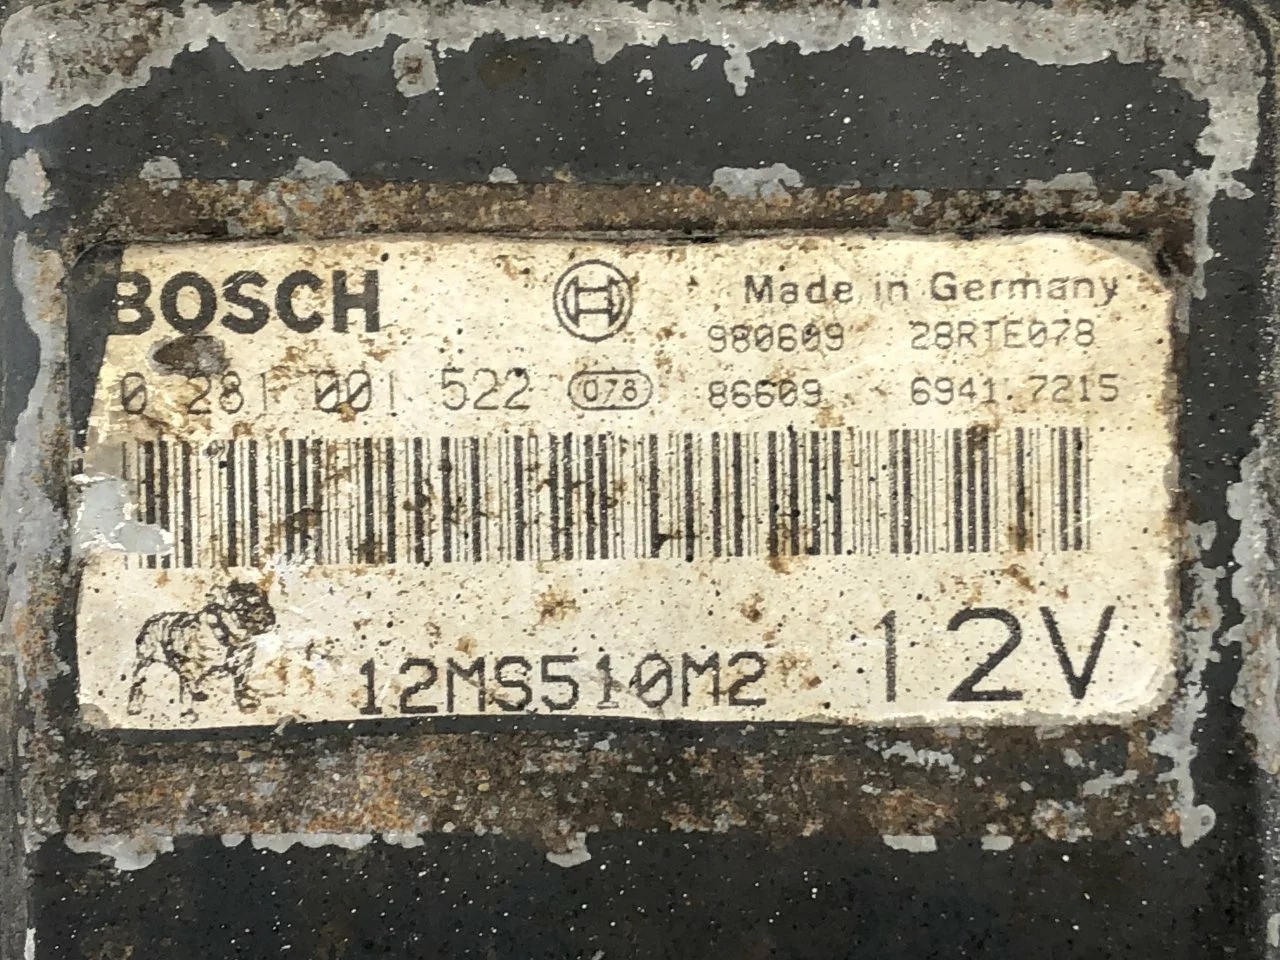 BOSCH Made in Germany
980609 28RTE078
0 281 001 522 078 86609 6941.7215
12MS510M2 12V